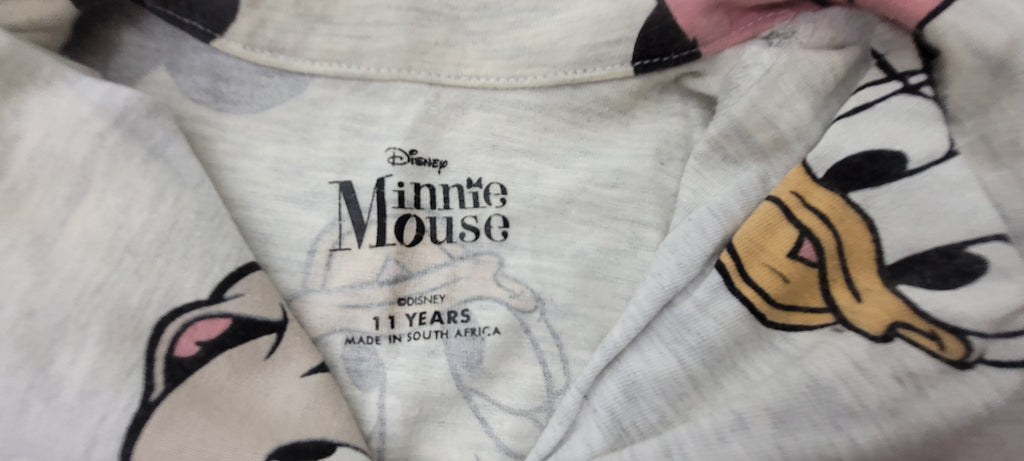 Disney
Minnie
Mouse
©DISNEY
11 YEARS
MADE IN SOUTH AFRICA